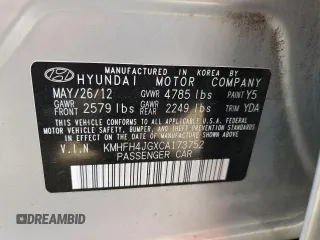 MANUFACTURED IN KOREA BY
HYUNDAI MOTOR COMPANY
MAY/26/12 GVWR 4785 lbs PAINT Y5
GAWR FRONT 2579 lbs GAWR REAR 2249 lbs TRIM YDA
THIS VEHICLE CONFORMS TO ALL APPLICABLE U.S. FEDERAL
MOTOR VEHICLE SAFETY, BUMPER, AND THEFT PREVENTION
STANDARDS IN EFFECT ON THE DATE OF MANUFACTURE
SHOWN ABOVE.
V.I.N KMHFH4JGXCA173752
PASSENGER CAR
DREAMBID